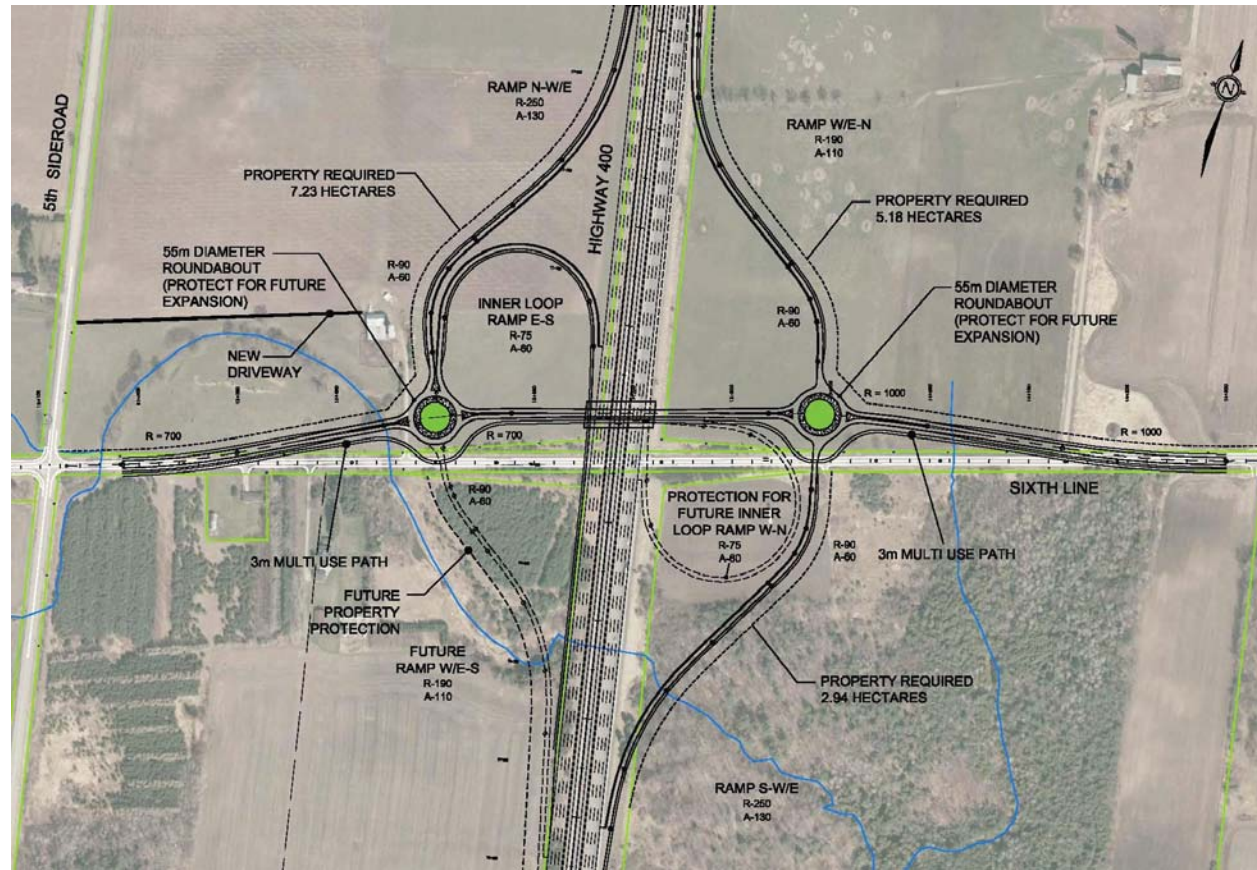 RAMP N-W/E
R-250
A-130
RAMP W/E-N
R-190
A-110
N
5th SIDEROAD
HIGHWAY 400
PROPERTY REQUIRED
7.23 HECTARES
PROPERTY REQUIRED
5.18 HECTARES
55m DIAMETER
ROUNDABOUT
(PROTECT FOR FUTURE
EXPANSION)
R-90
A-60
INNER LOOP
RAMP E-S
R-75
A-80
R-90
A-60
55m DIAMETER
ROUNDABOUT
(PROTECT FOR FUTURE
EXPANSION)
NEW
DRIVEWAY
R = 700
R = 700
R = 1000
R = 1000
SIXTH LINE
R-90
A-60
PROTECTION FOR
FUTURE INNER
LOOP RAMP W-N
R-75
A-80
R-90
A-60
3m MULTI USE PATH
3m MULTI USE PATH
FUTURE
PROPERTY
PROTECTION
FUTURE
RAMP W/E-S
R-190
A-110
PROPERTY REQUIRED
2.94 HECTARES
RAMP S-W/E
R-250
A-130